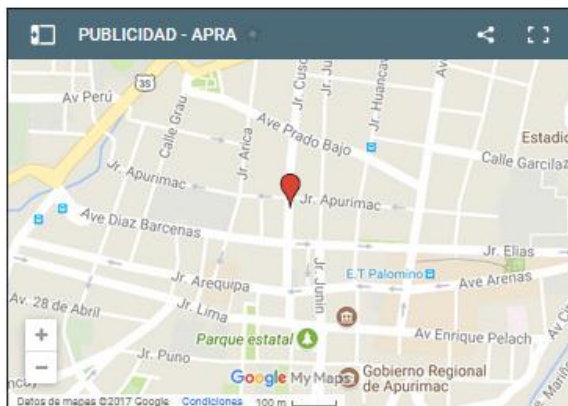 PUBLICIDAD - APRA
35
Av Perú
Calle Grau
Jr. Arica
Jr. Cusco
Jr. Huancav
Av
Ave Prado Bajo
Estadio
Calle Garcilaz
Jr. Apurimac
Jr. Apurimac
Ave Diaz Barcenas
Jr. Elias
Jr. Arequipa
Jr. Junin
E.T Palomino
Ave Arenas
Av. 28 de Abril
Jr. Lima
Av Enrique Pelach
+
Parque estatal
−
Jr. Puno
Google My Maps
Gobierno Regional
de Apurimac
Datos de mapas ©2017 Google
Condiciones
100 m